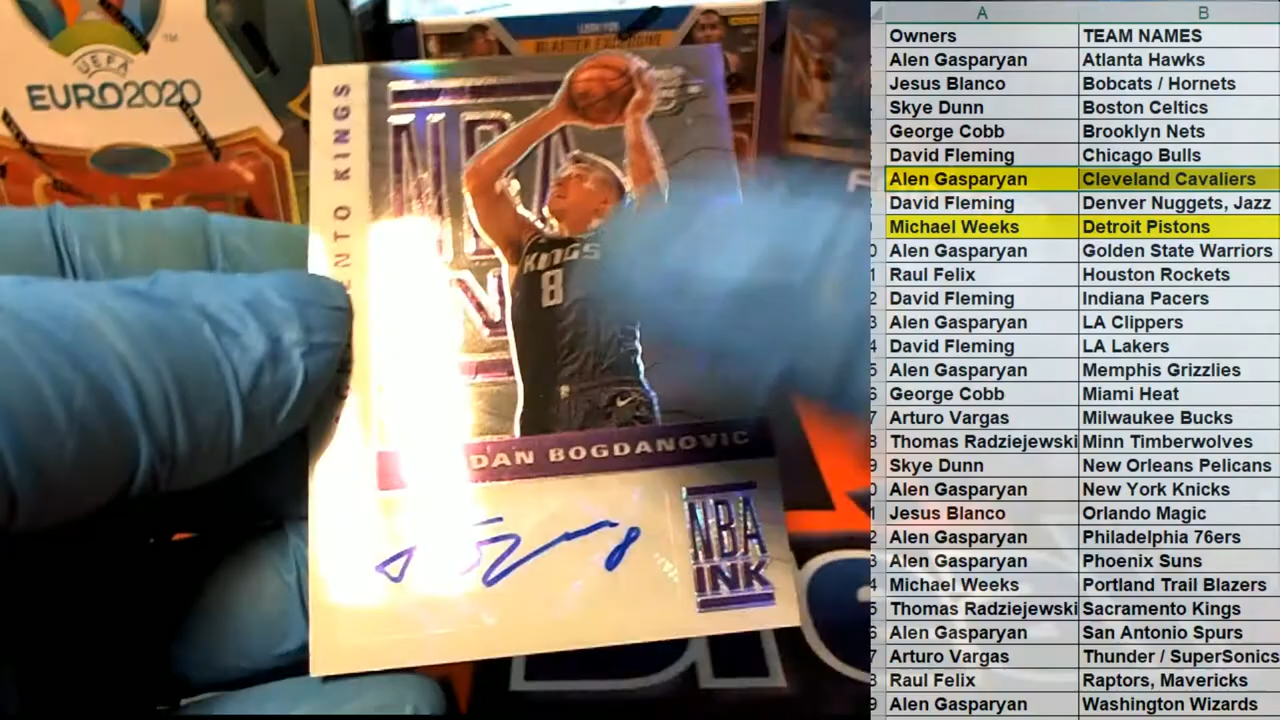 UEFA
EURO2020
TM
BLASTER EXCLUSIVE
NTO KINGS
NBA
KINGS
8
DAN BOGDANOVIC
8
NBA
INK
A B
Owners TEAM NAMES
Alen Gasparyan Atlanta Hawks
Jesus Blanco Bobcats / Hornets
Skye Dunn Boston Celtics
George Cobb Brooklyn Nets
David Fleming Chicago Bulls
Alen Gasparyan Cleveland Cavaliers
David Fleming Denver Nuggets, Jazz
Michael Weeks Detroit Pistons
Alen Gasparyan Golden State Warriors
Raul Felix Houston Rockets
David Fleming Indiana Pacers
Alen Gasparyan LA Clippers
David Fleming LA Lakers
Alen Gasparyan Memphis Grizzlies
George Cobb Miami Heat
Arturo Vargas Milwaukee Bucks
Thomas Radziejewski Minn Timberwolves
Skye Dunn New Orleans Pelicans
Alen Gasparyan New York Knicks
Jesus Blanco Orlando Magic
Alen Gasparyan Philadelphia 76ers
Alen Gasparyan Phoenix Suns
Michael Weeks Portland Trail Blazers
Thomas Radziejewski Sacramento Kings
Alen Gasparyan San Antonio Spurs
Arturo Vargas Thunder / SuperSonics
Raul Felix Raptors, Mavericks
Alen Gasparyan Washington Wizards